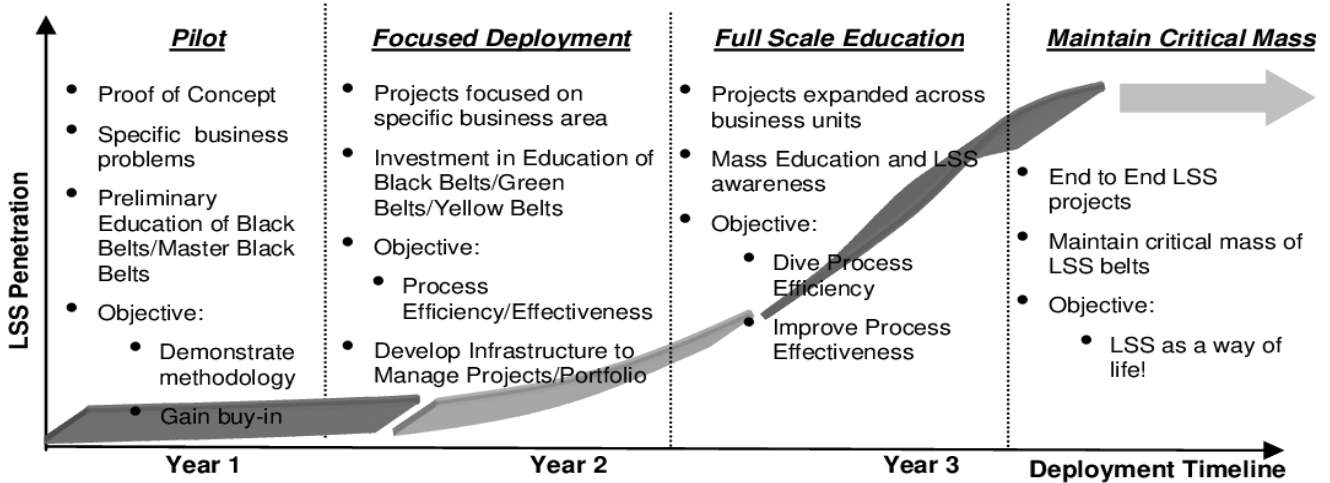 LSS Penetration
Pilot
Proof of Concept
Specific business
problems
Preliminary
Education of Black
Belts/Master Black
Belts
Objective:
Demonstrate
methodology
Gain buy-in
Focused Deployment
Projects focused on
specific business area
Investment in Education of
Black Belts/Green
Belts/Yellow Belts
Objective:
Process
Efficiency/Effectiveness
Develop Infrastructure to
Manage Projects/Portfolio
Full Scale Education
Projects expanded across
business units
Mass Education and LSS
awareness
Objective:
Dive Process
Efficiency
Improve Process
Effectiveness
Maintain Critical Mass
End to End LSS
projects
Maintain critical mass of
LSS belts
Objective:
LSS as a way of
life!
Year 1
Year 2
Year 3
Deployment Timeline